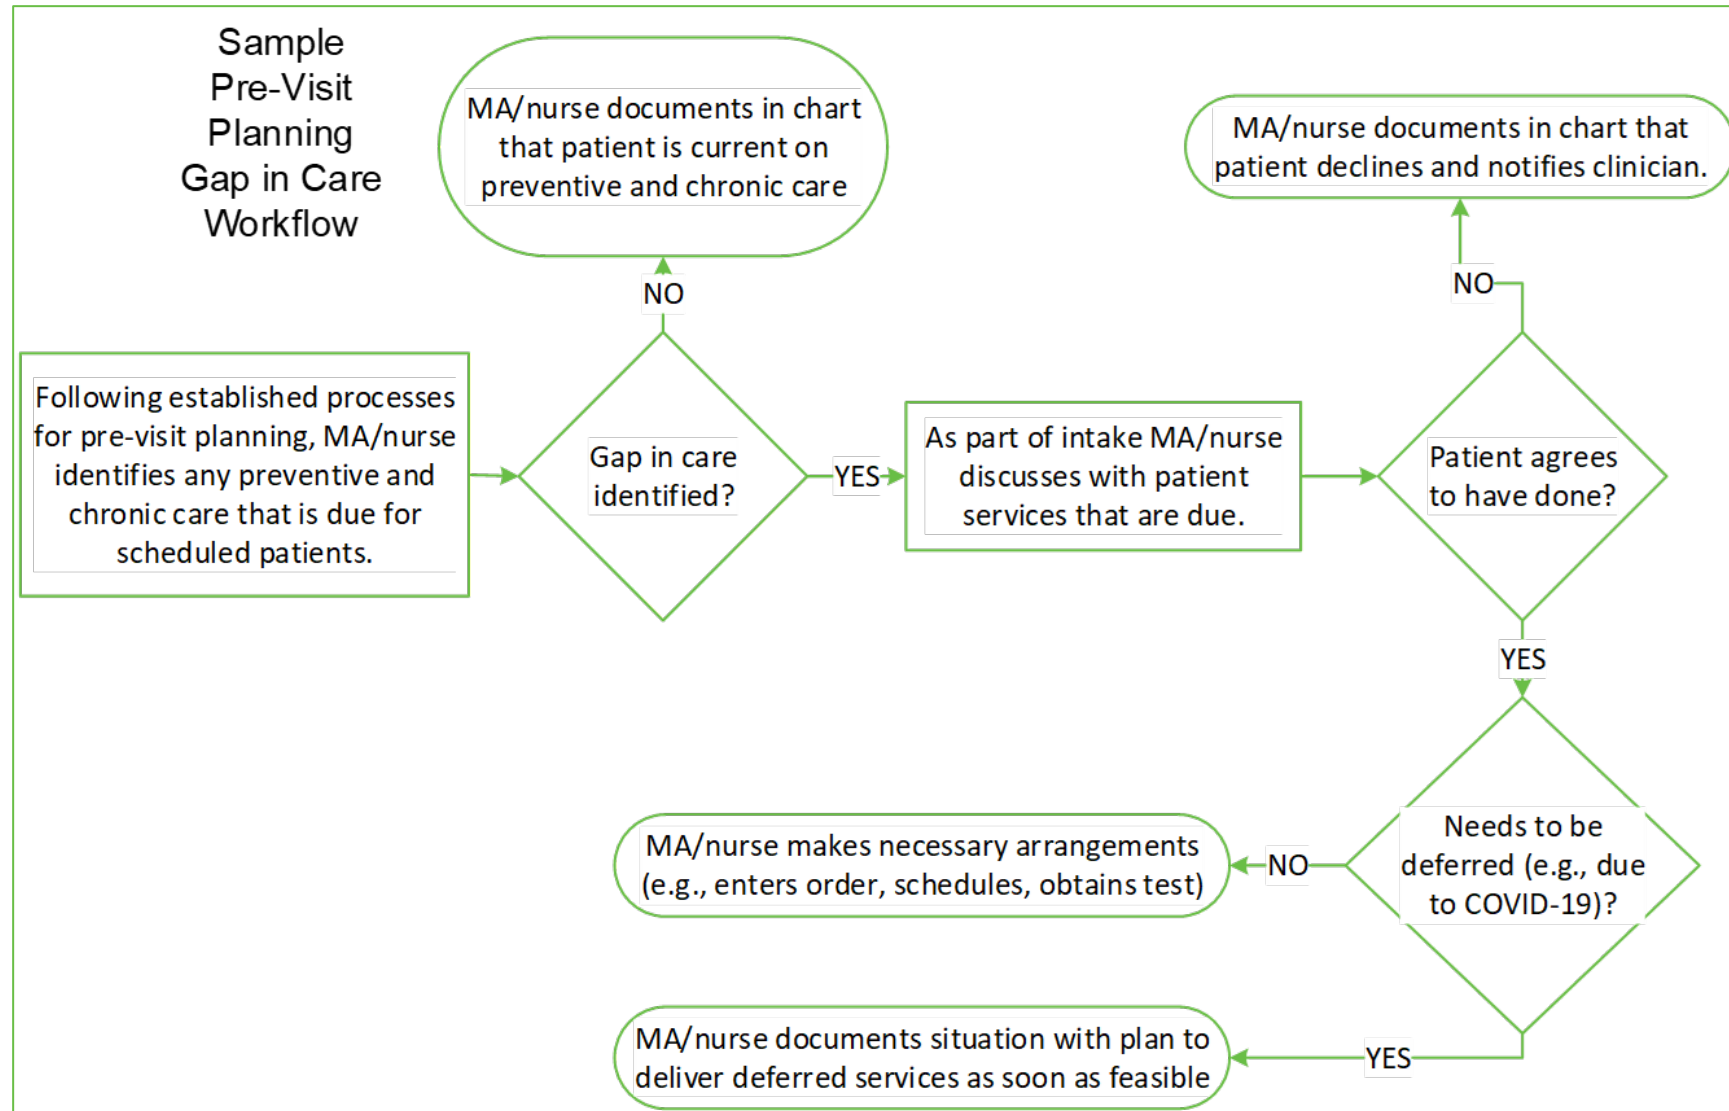 Sample
Pre-Visit
Planning
Gap in Care
Workflow
MA/nurse documents in chart
that patient is current on
preventive and chronic care
MA/nurse documents in chart that
patient declines and notifies clinician.
NO
NO
Following established processes
for pre-visit planning, MA/nurse
identifies any preventive and
chronic care that is due for
scheduled patients.
Gap in care
identified?
YES
As part of intake MA/nurse
discusses with patient
services that are due.
Patient agrees
to have done?
YES
Needs to be
deferred (e.g., due
to COVID-19)?
NO
MA/nurse makes necessary arrangements
(e.g., enters order, schedules, obtains test)
YES
MA/nurse documents situation with plan to
deliver deferred services as soon as feasible